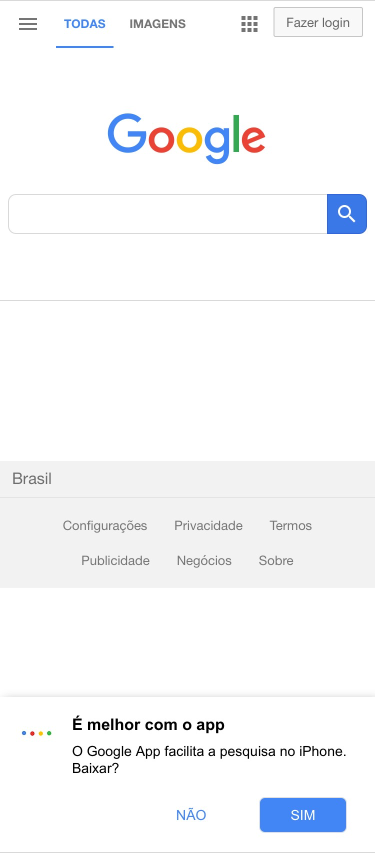 TODAS IMAGENS Fazer login
Google
Brasil
Configurações Privacidade Termos
Publicidade Negócios Sobre
É melhor com o app
O Google App facilita a pesquisa no iPhone.
Baixar?
NÃO SIM